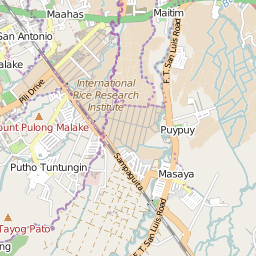 Maahas
Maitim
San Antonio
alake
Pili Drive
F. T. San Luis Road
International
Rice Research
Institute
ount Pulong Malake
Puypuy
Putho Tuntungin
Sampaguita
Masaya
F.T. San Luis Road
Tayog Pato
ng